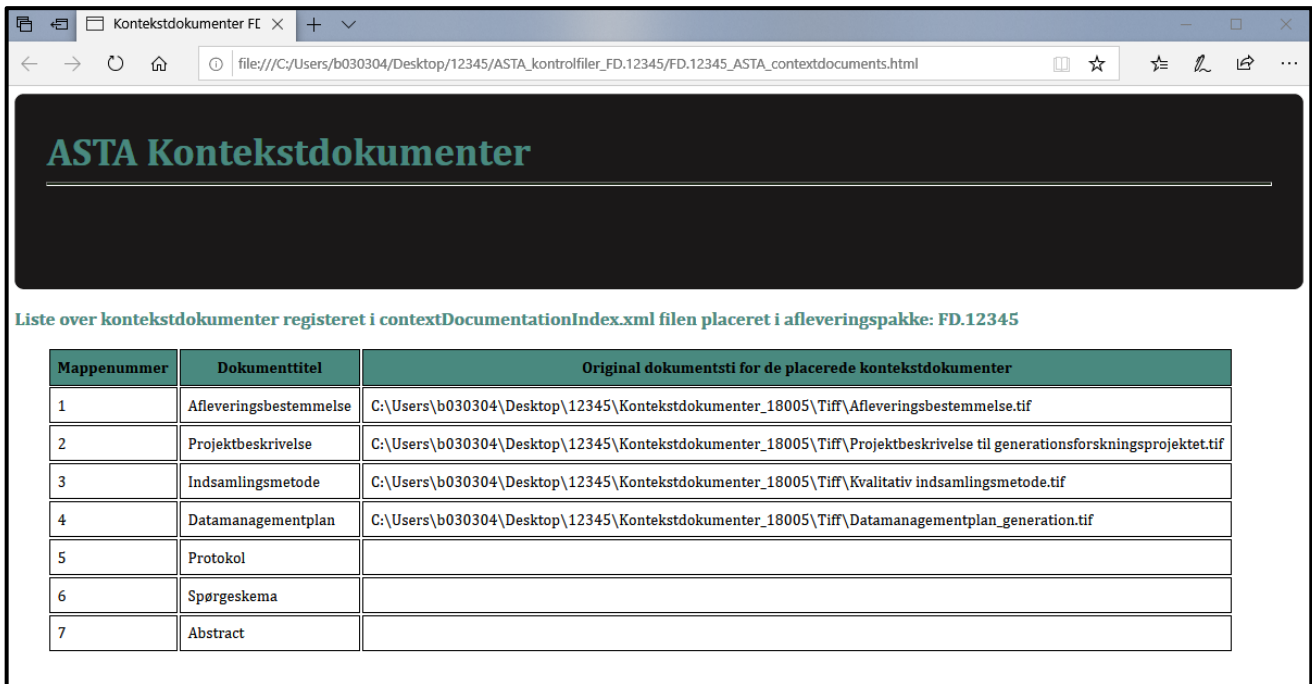 Kontekstdokumenter FD
file:///C:/Users/b030304/Desktop/12345/ASTA_kontrolfiler_FD.12345/FD.12345_ASTA_contextdocuments.html
ASTA Kontekstdokumenter
Liste over kontekstdokumenter registeret i contextDocumentationIndex.xml filen placeret i afleveringspakke: FD.12345
Mappenummer Dokumenttitel Original dokumentsti for de placerede kontekstdokumenter
1 Afleveringsbestemmelse C:\Users\b030304\Desktop\12345\Kontekstdokumenter_18005\Tiff\Afleveringsbestemmelse.tif
2 Projektbeskrivelse C:\Users\b030304\Desktop\12345\Kontekstdokumenter_18005\Tiff\Projektbeskrivelse til generationsforskningsprojektet.tif
3 Indsamlingsmetode C:\Users\b030304\Desktop\12345\Kontekstdokumenter_18005\Tiff\Kvalitativ indsamlingsmetode.tif
4 Datamanagementplan C:\Users\b030304\Desktop\12345\Kontekstdokumenter_18005\Tiff\Datamanagementplan_generation.tif
5 Protokol
6 Spørgeskema
7 Abstract